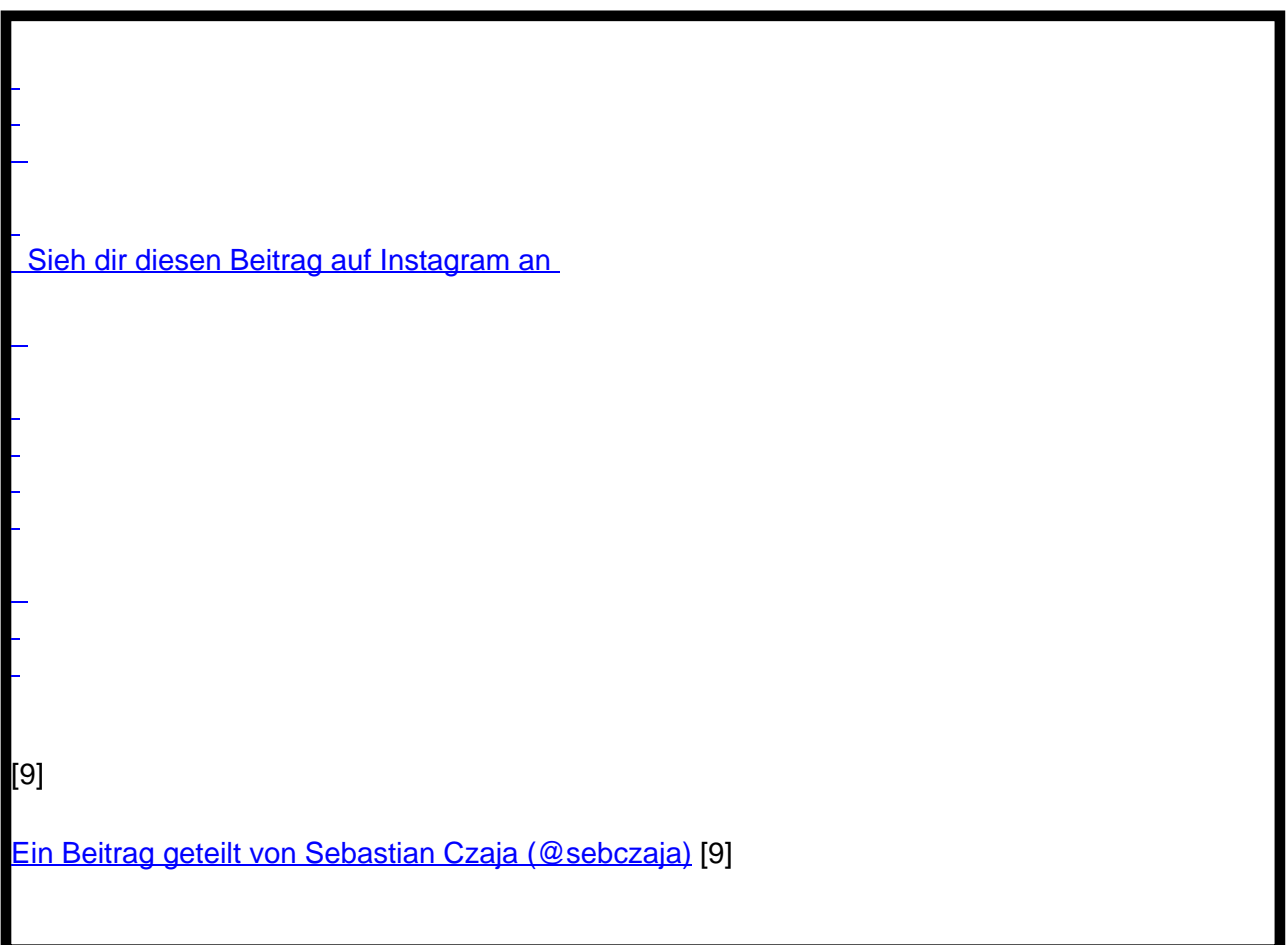 Sieh dir diesen Beitrag auf Instagram an
[9]
Ein Beitrag geteilt von Sebastian Czaja (@sebczaja) [9]